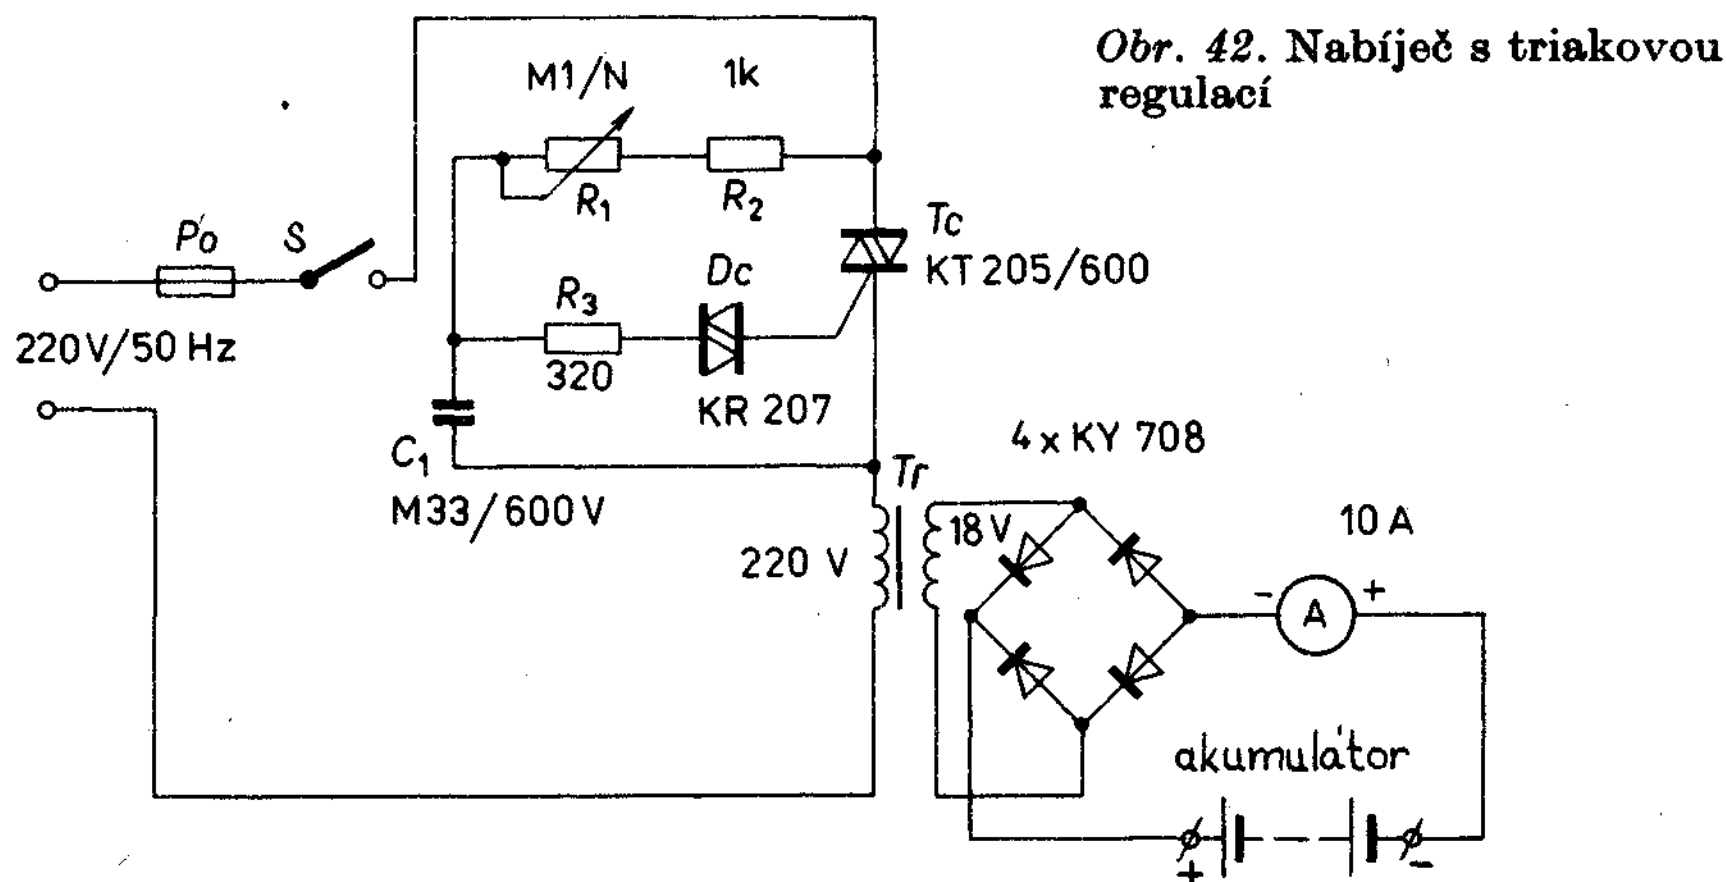 Obr. 42. Nabíječ s triakovou
regulací
M1/N
1k
R1
R2
Po
S
Tc
KT 205/600
Dc
R3
320
220V/50 Hz
KR 207
C1
M33/600V
4 x KY 708
Tr
220 V
18V
10 A
- A +
akumulátor
+ -